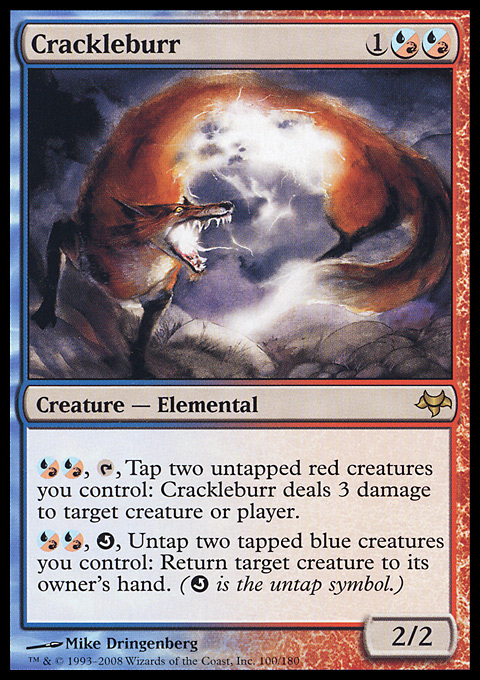 Crackleburr 1
Creature — Elemental
, , Tap two untapped red creatures
you control: Crackleburr deals 3 damage
to target creature or player.
, , Untap two tapped blue creatures
you control: Return target creature to its
owner's hand. ( is the untap symbol.)
Mike Dringenberg
2/2
™ & © 1993–2008 Wizards of the Coast, Inc. 100/180